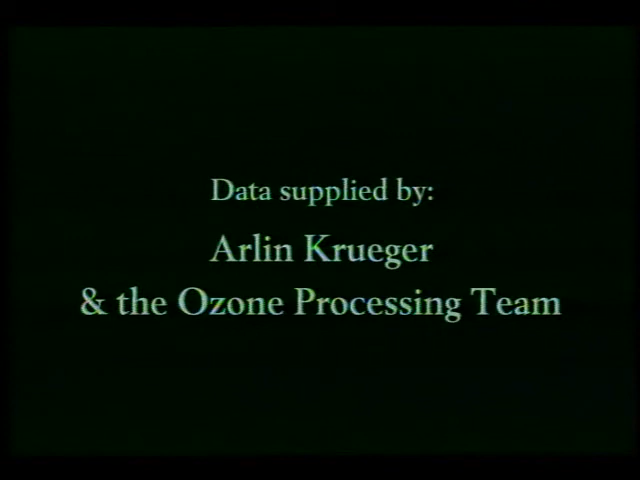 Data supplied by:
Arlin Krueger
& the Ozone Processing Team